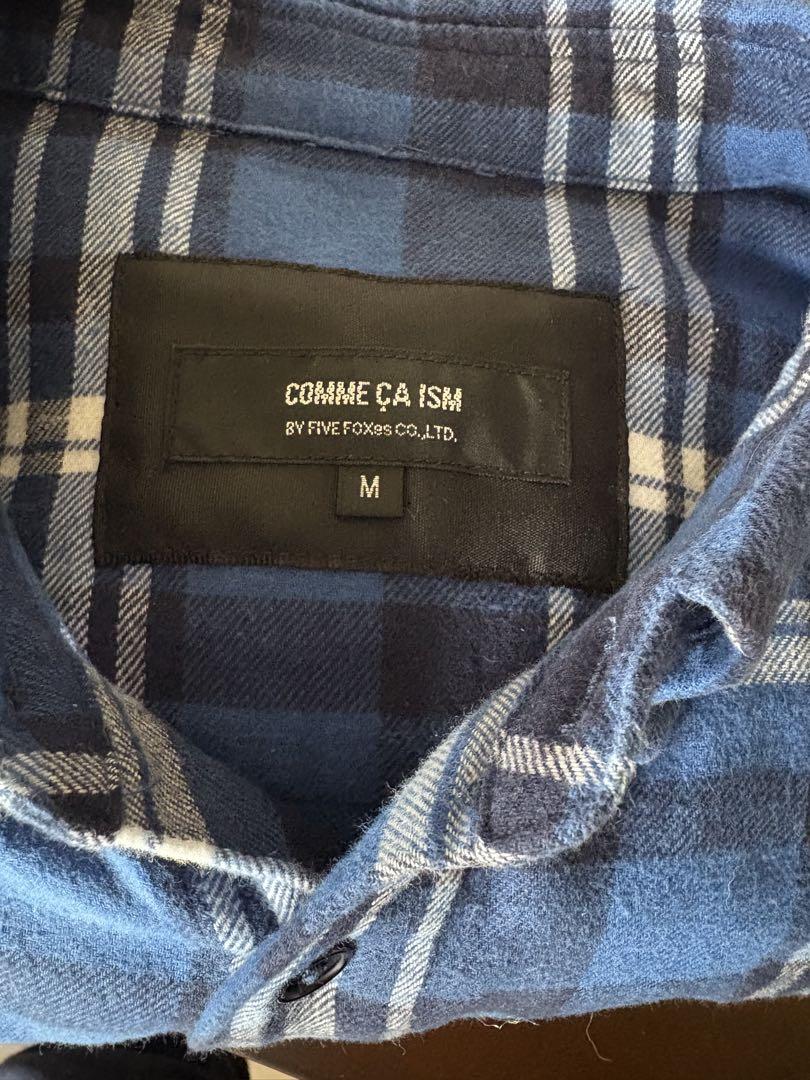 COMME ÇA ISM
BY FIVE FOXes CO.,LTD.
M